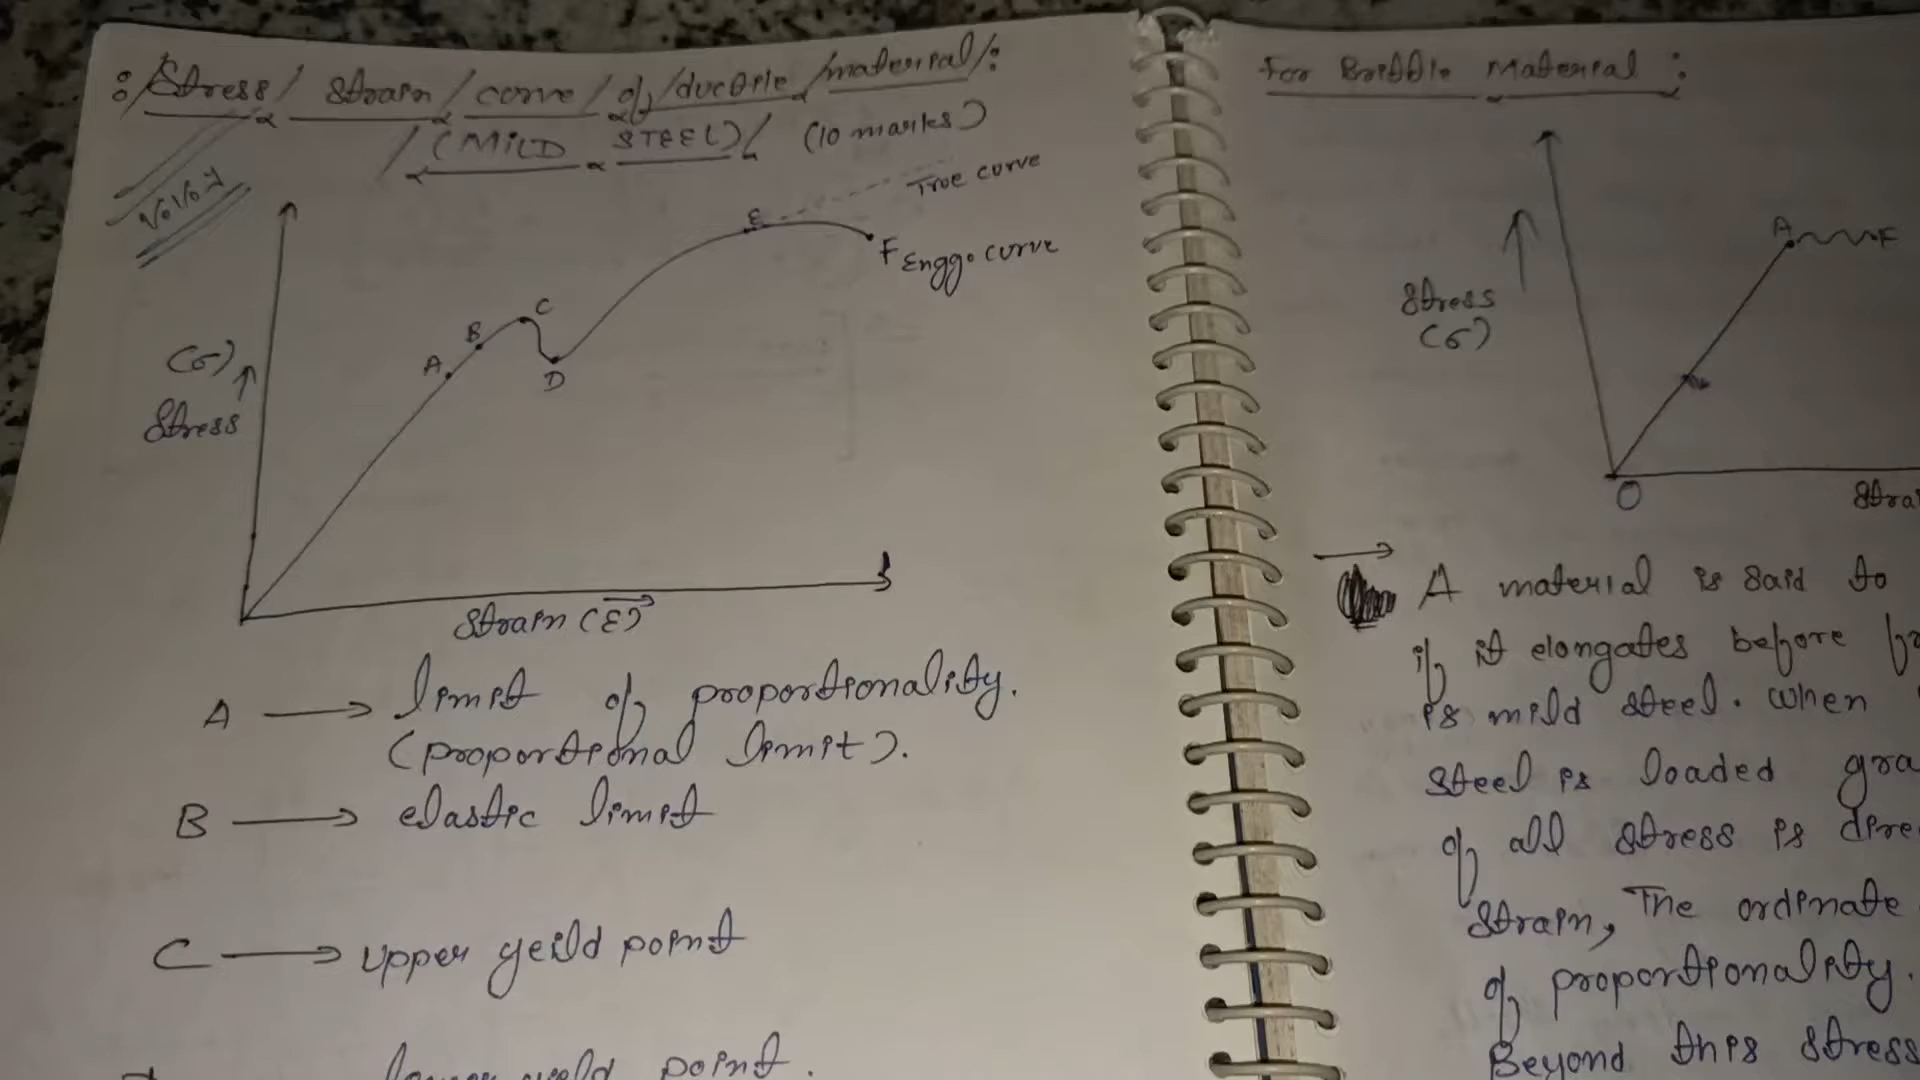 Stress strain curve of ductile material :
(MILD STEEL) (10 marks)
True curve
E
F
Engg. curve
C
B
A
D
(σ)
Stress
Strain (ε)
A → limit of proportionality.
(proportional limit).
B → elastic limit
C → upper yeild point
point.
For Brittle Material :
A
F
Stress
(σ)
O
A material is said to
if it elongates before
is mild steel. When
steel is loaded
of all stress is
strain, The ordinate
of proportionality.
Beyond this stress